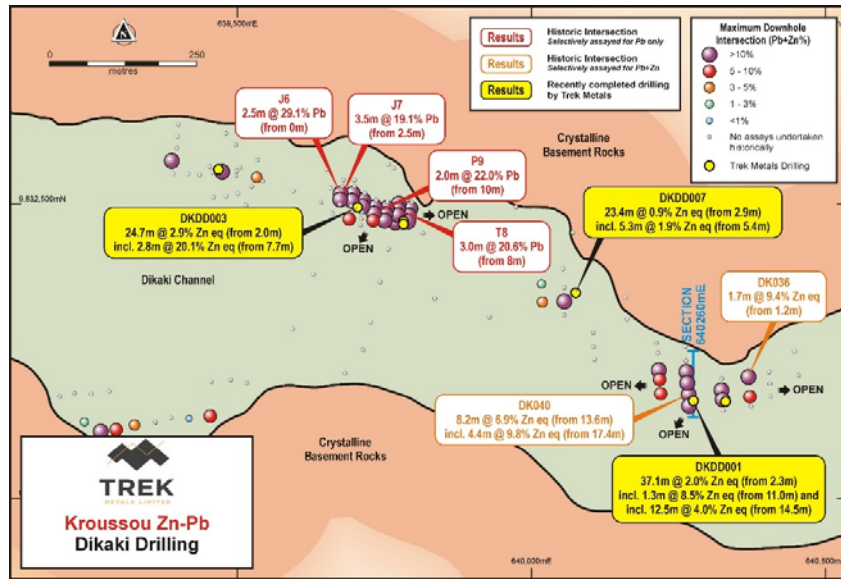 639,500mE
N
0
250
metres
Results
Historic Intersection
Selectively assayed for Pb only
Results
Historic Intersection
Selectively assayed for Pb+Zn
Results
Recently completed drilling
by Trek Metals
Maximum Downhole
Intersection (Pb+Zn%)
>10%
5 - 10%
3 - 5%
1 - 3%
<1%
No assays undertaken
historically
Trek Metals Drilling
J6
2.5m @ 29.1% Pb
(from 0m)
J7
3.5m @ 19.1% Pb
(from 2.5m)
Crystalline
Basement Rocks
P9
2.0m @ 22.0% Pb
(from 10m)
9,832,500mN
DKDD003
24.7m @ 2.9% Zn eq (from 2.0m)
incl. 2.8m @ 20.1% Zn eq (from 7.7m)
OPEN
OPEN
T8
3.0m @ 20.6% Pb
(from 8m)
DKDD007
23.4m @ 0.9% Zn eq (from 2.9m)
incl. 5.3m @ 1.9% Zn eq (from 5.4m)
Dikaki Channel
SECTION
640260mE
DK036
1.7m @ 9.4% Zn eq
(from 1.2m)
OPEN
OPEN
DK040
8.2m @ 6.9% Zn eq (from 13.6m)
incl. 4.4m @ 9.8% Zn eq (from 17.4m)
OPEN
Crystalline
Basement Rocks
DKDD001
37.1m @ 2.0% Zn eq (from 2.3m)
incl. 1.3m @ 8.5% Zn eq (from 11.0m) and
incl. 12.5m @ 4.0% Zn eq (from 14.5m)
TREK
METALS LIMITED
Kroussou Zn-Pb
Dikaki Drilling
640,000mE
640,500mE